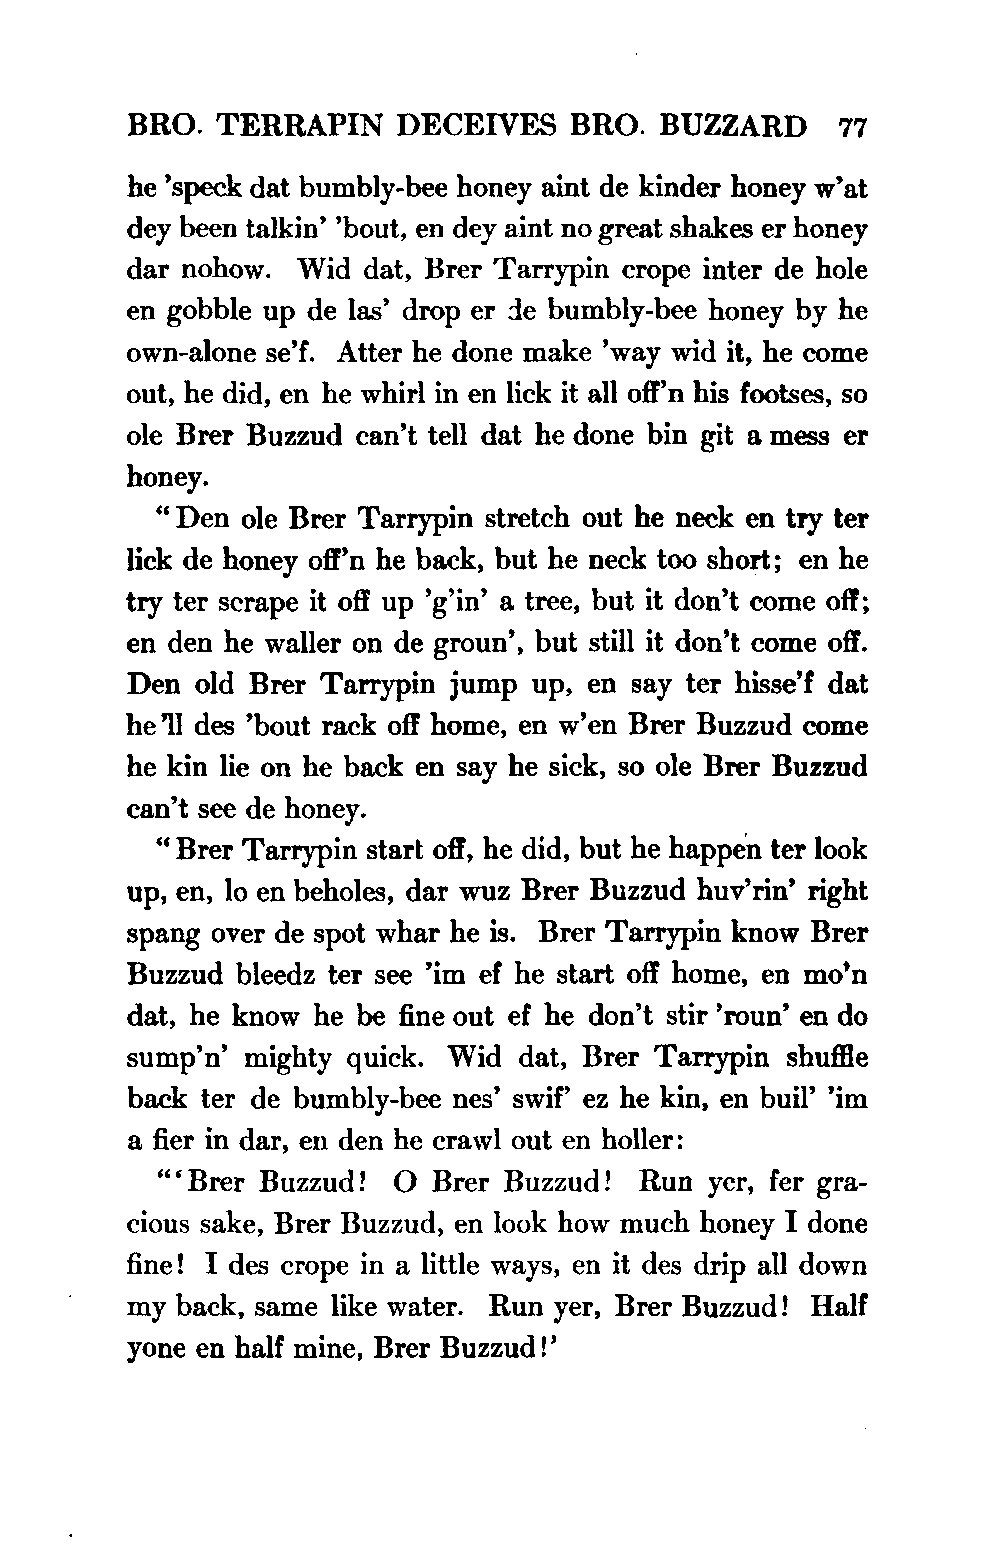 BRO. TERRAPIN DECEIVES BRO. BUZZARD 77
he ’speck dat bumbly-bee honey aint de kinder honey w’at
dey been talkin’ ’bout, en dey aint no great shakes er honey
dar nohow. Wid dat, Brer Tarrypin crope inter de hole
en gobble up de las’ drop er de bumbly-bee honey by he
own-alone se’f. Atter he done make ’way wid it, he come
out, he did, en he whirl in en lick it all off’n his footses, so
ole Brer Buzzud can’t tell dat he done bin git a mess er
honey.
“Den ole Brer Tarrypin stretch out he neck en try ter
lick de honey off’n he back, but he neck too short; en he
try ter scrape it off up ’g’in’ a tree, but it don’t come off;
en den he waller on de groun’, but still it don’t come off.
Den old Brer Tarrypin jump up, en say ter hisse’f dat
he ’ll des ’bout rack off home, en w’en Brer Buzzud come
he kin lie on he back en say he sick, so ole Brer Buzzud
can’t see de honey.
“Brer Tarrypin start off, he did, but he happen ter look
up, en, lo en beholes, dar wuz Brer Buzzud huv’rin’ right
spang over de spot whar he is. Brer Tarrypin know Brer
Buzzud bleedz ter see ’im ef he start off home, en mo’n
dat, he know he be fine out ef he don’t stir ’roun’ en do
sump’n’ mighty quick. Wid dat, Brer Tarrypin shuffle
back ter de bumbly-bee nes’ swif’ ez he kin, en buil’ ’im
a fier in dar, en den he crawl out en holler:
“‘Brer Buzzud! O Brer Buzzud! Run yer, fer gra-
cious sake, Brer Buzzud, en look how much honey I done
fine! I des crope in a little ways, en it des drip all down
my back, same like water. Run yer, Brer Buzzud! Half
yone en half mine, Brer Buzzud!’